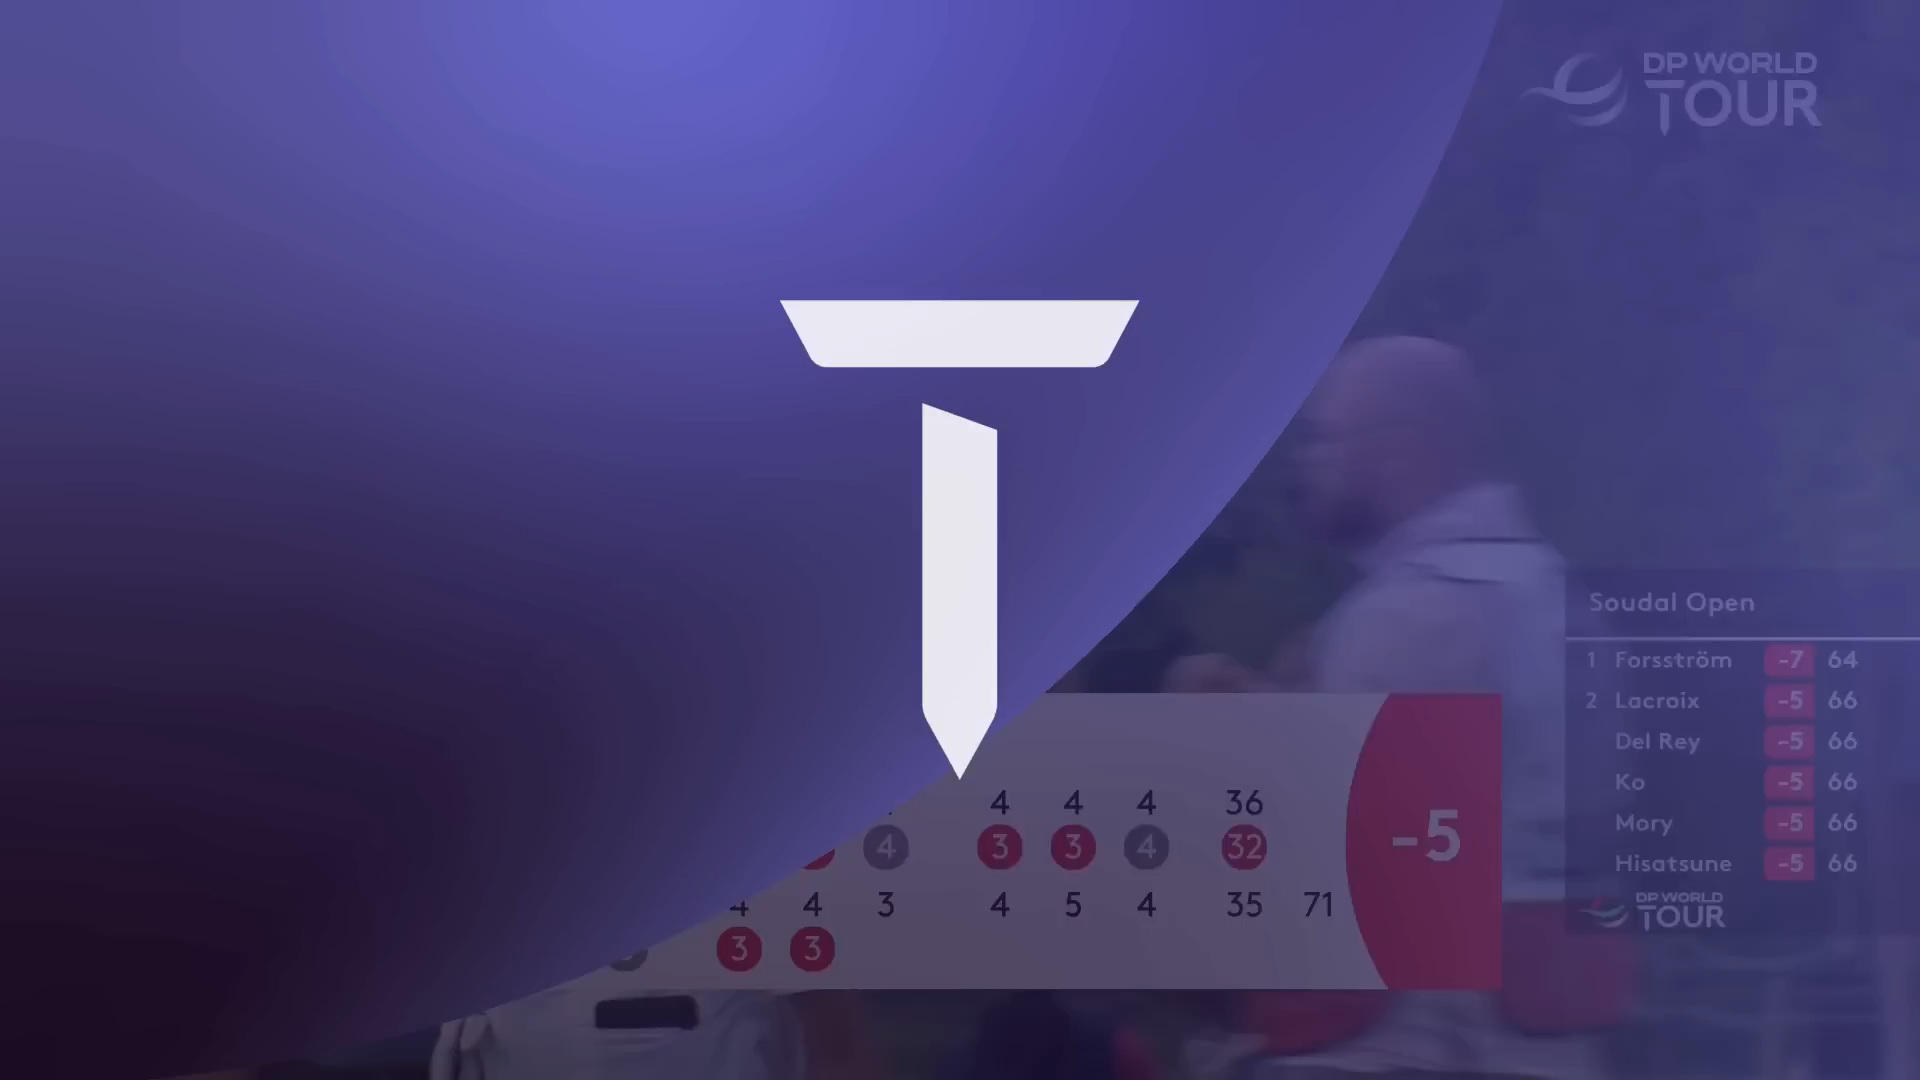 DP WORLD
TOUR
Soudal Open
1 Forsström -7 64
2 Lacroix -5 66
Del Rey -5 66
Ko -5 66
Mory -5 66
Hisatsune -5 66
DP WORLD
TOUR
4 4 4 36
4 3 3 4 32
4 4 3 4 5 4 35 71
3 3
-5